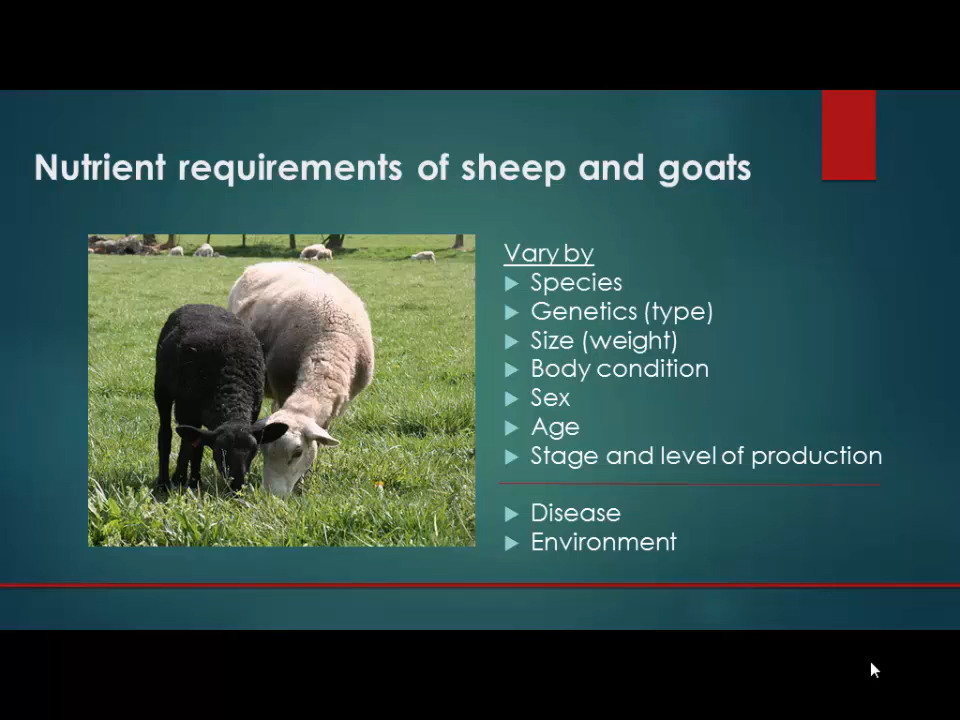 Nutrient requirements of sheep and goats
Vary by
Species
Genetics (type)
Size (weight)
Body condition
Sex
Age
Stage and level of production
Disease
Environment